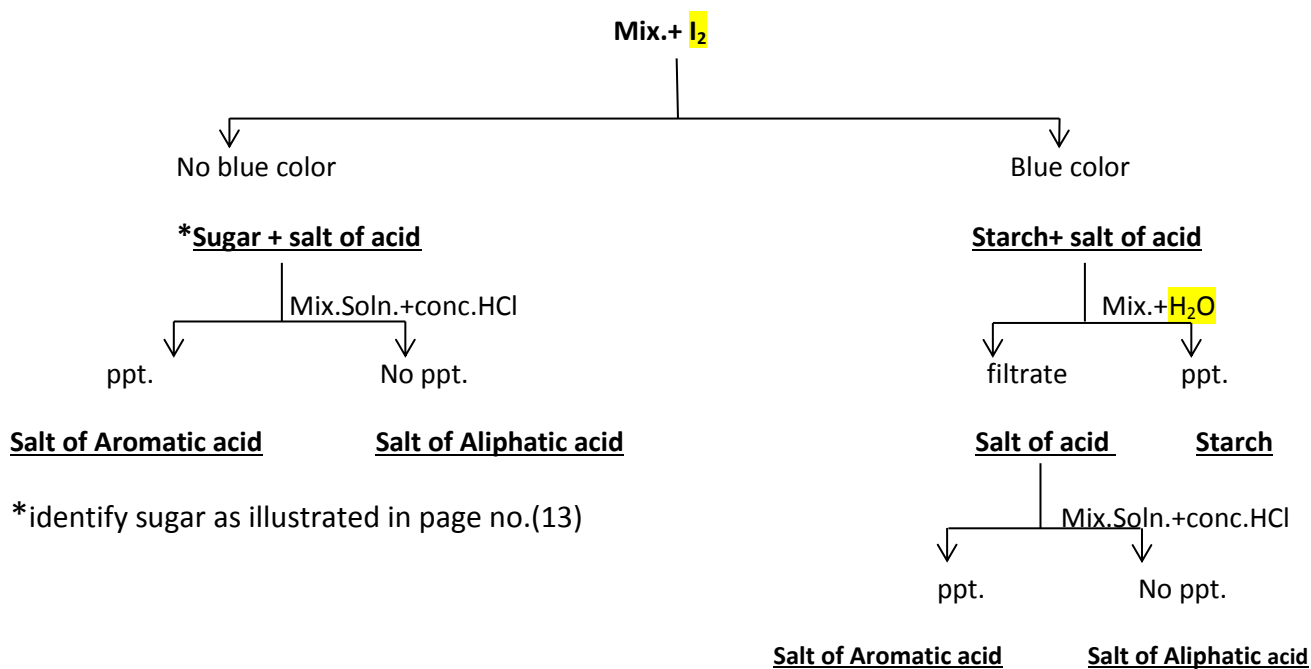 Mix.+ I₂
No blue color Blue color
*Sugar + salt of acid Starch+ salt of acid
Mix.Soln.+conc.HCl Mix.+H₂O
ppt. No ppt. filtrate ppt.
Salt of Aromatic acid Salt of Aliphatic acid Salt of acid Starch
*identify sugar as illustrated in page no.(13) Mix.Soln.+conc.HCl
ppt. No ppt.
Salt of Aromatic acid Salt of Aliphatic acid